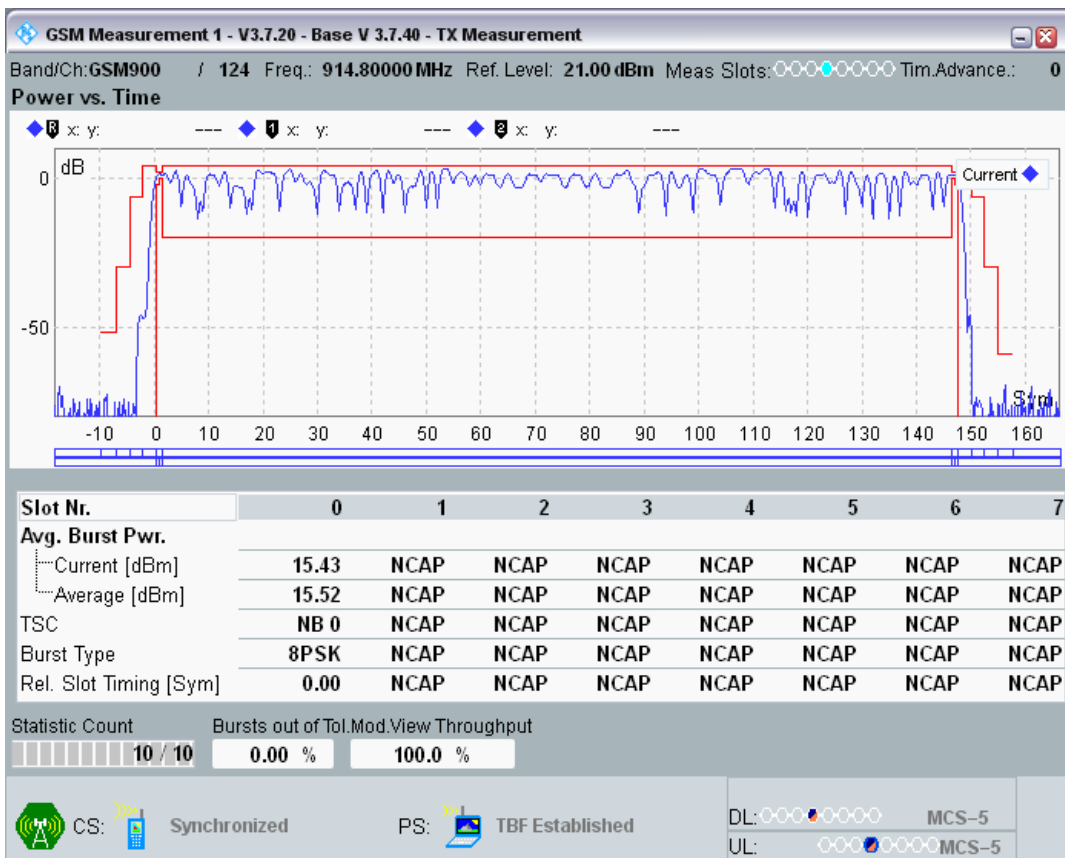 GSM Measurement 1 - V3.7.20 - Base V 3.7.40 - TX Measurement
Band/Ch:GSM900 / 124 Freq.: 914.80000 MHz Ref. Level: 21.00 dBm Meas Slots: Tim.Advance.: 0
Power vs. Time
R x: y: --- 1 x: y: --- 2 x: y: ---
dB
Current
0
-50
Sym
-10 0 10 20 30 40 50 60 70 80 90 100 110 120 130 140 150 160
Slot Nr. 0 1 2 3 4 5 6 7
Avg. Burst Pwr.
Current [dBm] 15.43 NCAP NCAP NCAP NCAP NCAP NCAP NCAP
Average [dBm] 15.52 NCAP NCAP NCAP NCAP NCAP NCAP NCAP
TSC NB 0 NCAP NCAP NCAP NCAP NCAP NCAP NCAP
Burst Type 8PSK NCAP NCAP NCAP NCAP NCAP NCAP NCAP
Rel. Slot Timing [Sym] 0.00 NCAP NCAP NCAP NCAP NCAP NCAP NCAP
Statistic Count Bursts out of Tol.Mod.View Throughput
10 / 10 0.00 % 100.0 %
CS: Synchronized PS: TBF Established
DL: MCS-5
UL: MCS-5